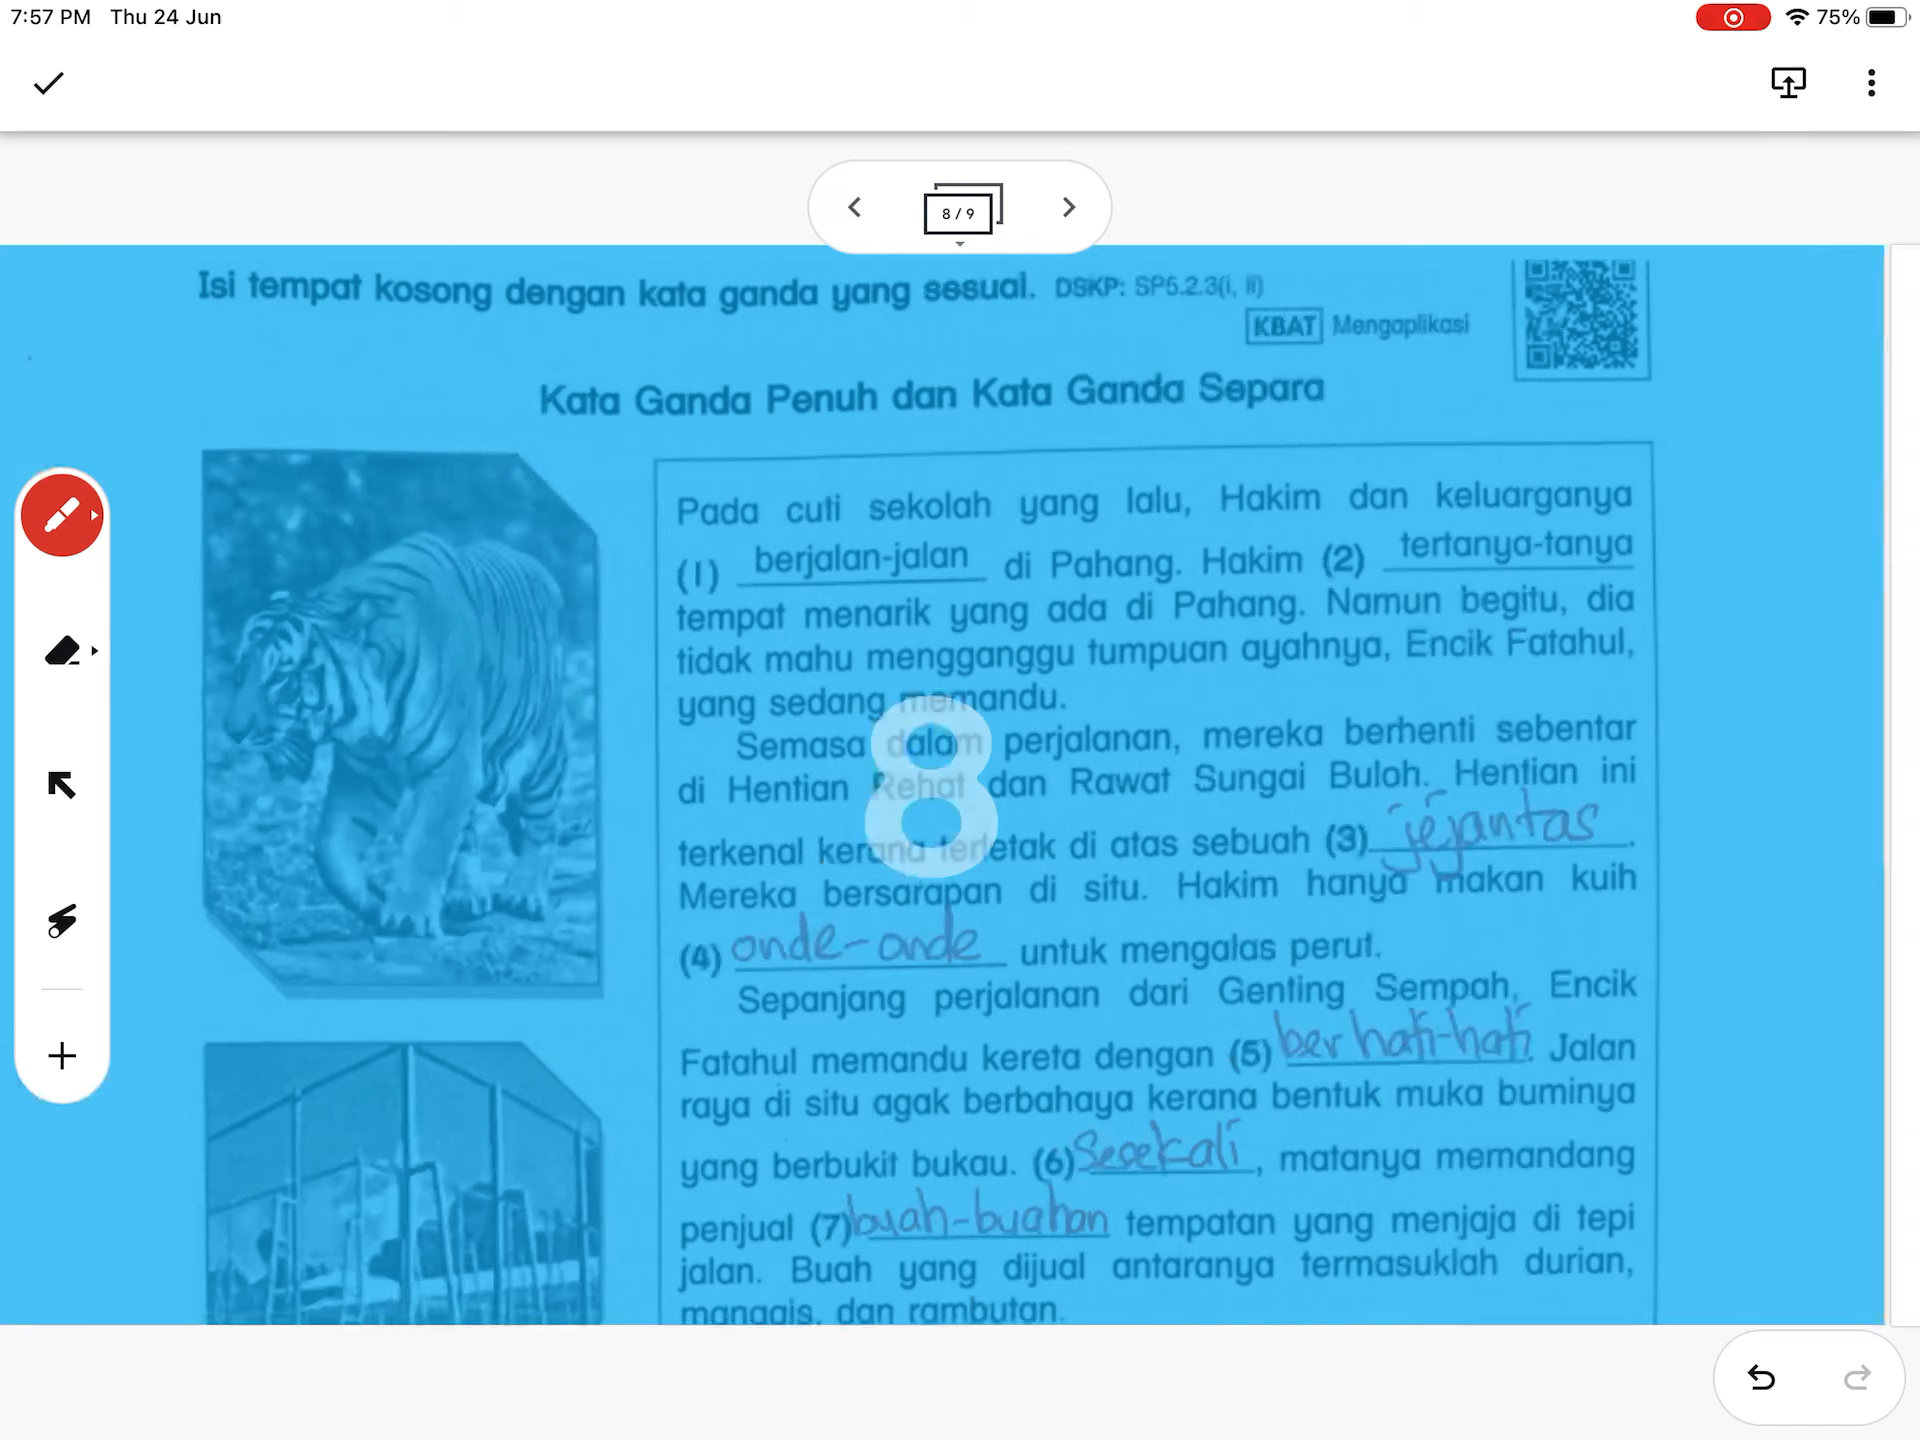 7:57 PM Thu 24 Jun
75%
8 / 9
Isi tempat kosong dengan kata ganda yang sesuai. DSKP: SP5.2.3(i, ii)
KBAT Mengaplikasi
Kata Ganda Penuh dan Kata Ganda Separa
Pada cuti sekolah yang lalu, Hakim dan keluarganya
(1) berjalan-jalan di Pahang. Hakim (2) tertanya-tanya
tempat menarik yang ada di Pahang. Namun begitu, dia
tidak mahu mengganggu tumpuan ayahnya, Encik Fatahul,
yang sedang memandu.
Semasa dalam perjalanan, mereka berhenti sebentar
di Hentian Rehat dan Rawat Sungai Buloh. Hentian ini
terkenal kerana terletak di atas sebuah (3) jejantas.
Mereka bersarapan di situ. Hakim hanya makan kuih
(4) onde-onde untuk mengalas perut.
Sepanjang perjalanan dari Genting Sempah, Encik
Fatahul memandu kereta dengan (5) berhati-hati. Jalan
raya di situ agak berbahaya kerana bentuk muka buminya
yang berbukit bukau. (6) Sesekali, matanya memandang
penjual (7) buah-buahan tempatan yang menjaja di tepi
jalan. Buah yang dijual antaranya termasuklah durian,
manggis, dan rambutan.
8